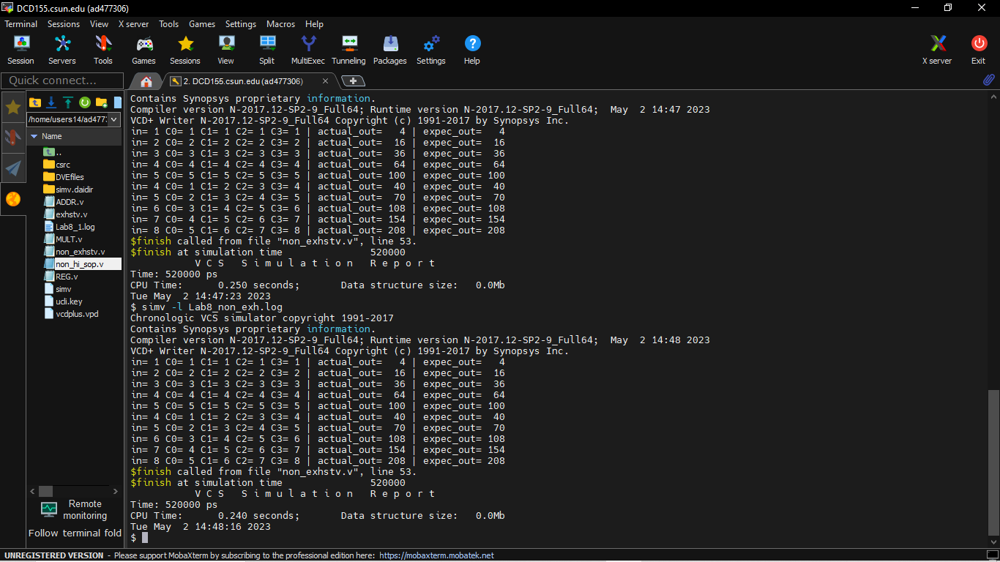 DCD155.csun.edu (ad477306)
Terminal Sessions View X server Tools Games Settings Macros Help
Session Servers Tools Games Sessions View Split MultiExec Tunneling Packages Settings Help X server Exit
Quick connect...
2. DCD155.csun.edu (ad477306)
/home/users14/ad477
Name
..
csrc
DVEfiles
simv.daidir
ADDR.v
exhstv.v
Lab8_1.log
MULT.v
non_exhstv.v
non_hi_sop.v
REG.v
simv
ucli.key
vcdplus.vpd
Remote
monitoring
Follow terminal fold
Contains Synopsys proprietary information.
Compiler version N-2017.12-SP2-9_Full64; Runtime version N-2017.12-SP2-9_Full64;  May  2 14:47 2023
VCD+ Writer N-2017.12-SP2-9_Full64 Copyright (c) 1991-2017 by Synopsys Inc.
in= 1 C0= 1 C1= 1 C2= 1 C3= 1 | actual_out=   4 | expec_out=   4
in= 2 C0= 2 C1= 2 C2= 2 C3= 2 | actual_out=  16 | expec_out=  16
in= 3 C0= 3 C1= 3 C2= 3 C3= 3 | actual_out=  36 | expec_out=  36
in= 4 C0= 4 C1= 4 C2= 4 C3= 4 | actual_out=  64 | expec_out=  64
in= 5 C0= 5 C1= 5 C2= 5 C3= 5 | actual_out= 100 | expec_out= 100
in= 4 C0= 1 C1= 2 C2= 3 C3= 4 | actual_out=  40 | expec_out=  40
in= 5 C0= 2 C1= 3 C2= 4 C3= 5 | actual_out=  70 | expec_out=  70
in= 6 C0= 3 C1= 4 C2= 5 C3= 6 | actual_out= 108 | expec_out= 108
in= 7 C0= 4 C1= 5 C2= 6 C3= 7 | actual_out= 154 | expec_out= 154
in= 8 C0= 5 C1= 6 C2= 7 C3= 8 | actual_out= 208 | expec_out= 208
$finish called from file "non_exhstv.v", line 53.
$finish at simulation time               520000
V C S   S i m u l a t i o n   R e p o r t
Time: 520000 ps
CPU Time:      0.250 seconds;       Data structure size:   0.0Mb
Tue May  2 14:47:23 2023
$ simv -l Lab8_non_exh.log
Chronologic VCS simulator copyright 1991-2017
Contains Synopsys proprietary information.
Compiler version N-2017.12-SP2-9_Full64; Runtime version N-2017.12-SP2-9_Full64;  May  2 14:48 2023
VCD+ Writer N-2017.12-SP2-9_Full64 Copyright (c) 1991-2017 by Synopsys Inc.
in= 1 C0= 1 C1= 1 C2= 1 C3= 1 | actual_out=   4 | expec_out=   4
in= 2 C0= 2 C1= 2 C2= 2 C3= 2 | actual_out=  16 | expec_out=  16
in= 3 C0= 3 C1= 3 C2= 3 C3= 3 | actual_out=  36 | expec_out=  36
in= 4 C0= 4 C1= 4 C2= 4 C3= 4 | actual_out=  64 | expec_out=  64
in= 5 C0= 5 C1= 5 C2= 5 C3= 5 | actual_out= 100 | expec_out= 100
in= 4 C0= 1 C1= 2 C2= 3 C3= 4 | actual_out=  40 | expec_out=  40
in= 5 C0= 2 C1= 3 C2= 4 C3= 5 | actual_out=  70 | expec_out=  70
in= 6 C0= 3 C1= 4 C2= 5 C3= 6 | actual_out= 108 | expec_out= 108
in= 7 C0= 4 C1= 5 C2= 6 C3= 7 | actual_out= 154 | expec_out= 154
in= 8 C0= 5 C1= 6 C2= 7 C3= 8 | actual_out= 208 | expec_out= 208
$finish called from file "non_exhstv.v", line 53.
$finish at simulation time               520000
V C S   S i m u l a t i o n   R e p o r t
Time: 520000 ps
CPU Time:      0.240 seconds;       Data structure size:   0.0Mb
Tue May  2 14:48:16 2023
$
UNREGISTERED VERSION - Please support MobaXterm by subscribing to the professional edition here: https://mobaxterm.mobatek.net